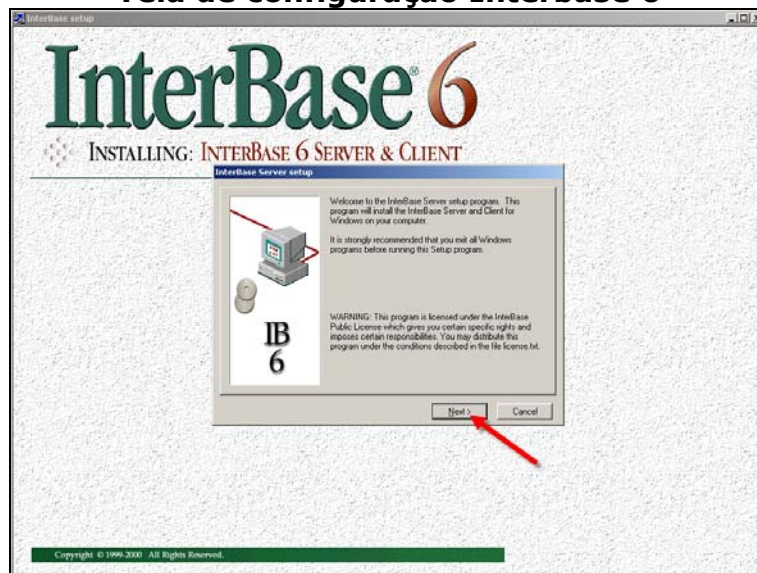 Tela de configuração Interbase 6
InterBase setup
InterBase® 6
INSTALLING: INTERBASE 6 SERVER & CLIENT
InterBase Server setup
Welcome to the InterBase Server setup program. This
program will install the InterBase Server and Client for
Windows on your computer.
It is strongly recommended that you exit all Windows
programs before running this Setup program.
WARNING: This program is licensed under the InterBase
Public License which gives you certain specific rights and
imposes certain responsibilities. You may distribute this
program under the conditions described in the file license.txt.
IB
6
Next >
Cancel
Copyright © 1999-2000 All Rights Reserved.